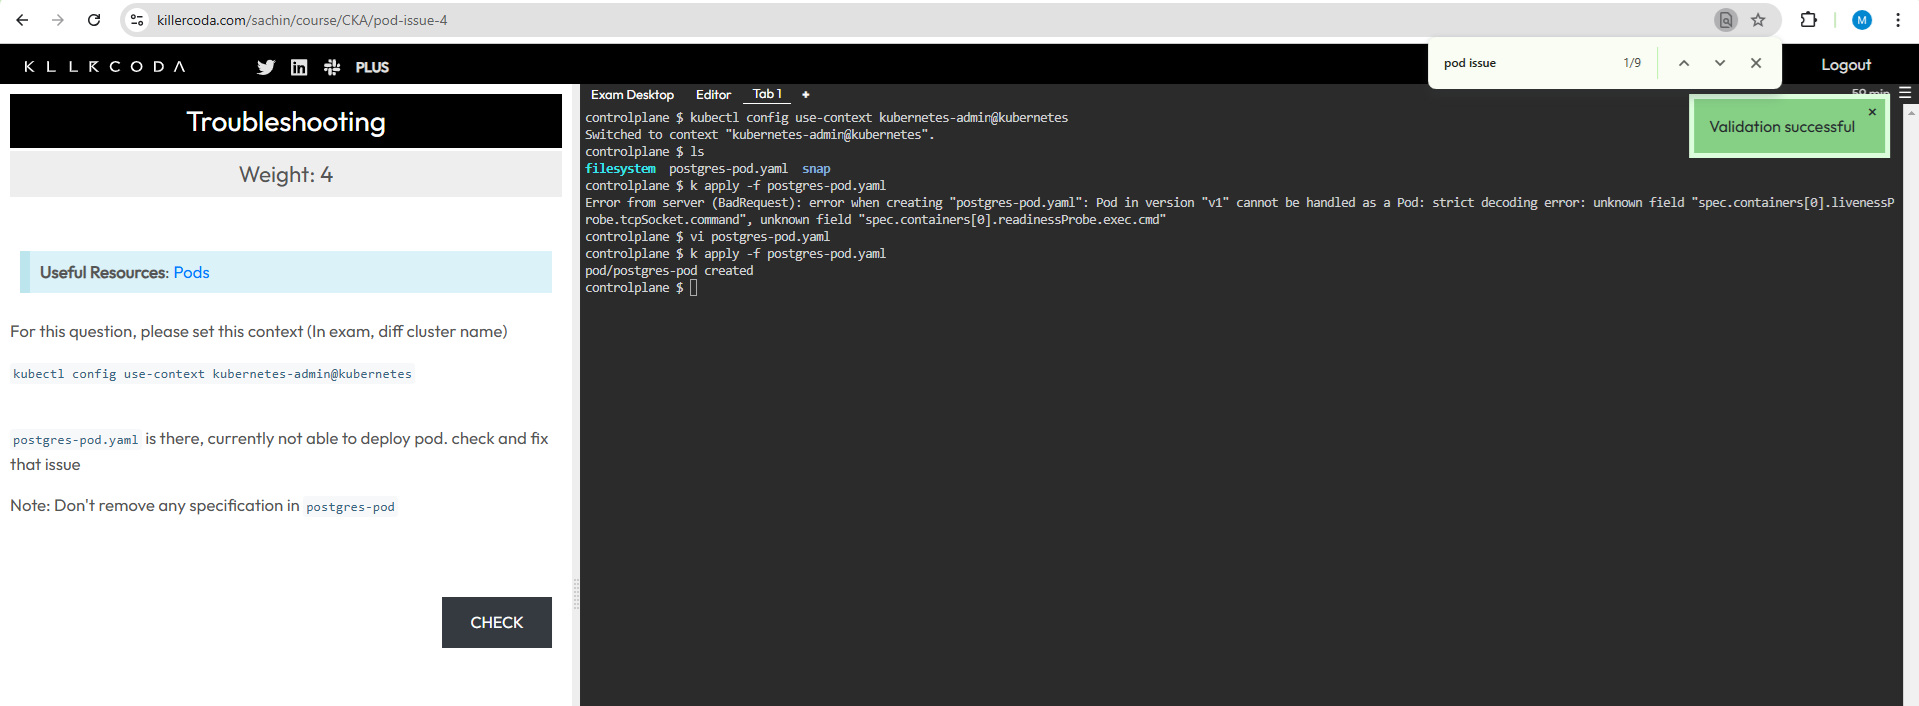 killercoda.com/sachin/course/CKA/pod-issue-4
M
pod issue
1/9
KLLRCODA
PLUS
Logout
Troubleshooting
Weight: 4
Useful Resources: Pods
For this question, please set this context (In exam, diff cluster name)
kubectl config use-context kubernetes-admin@kubernetes
postgres-pod.yaml is there, currently not able to deploy pod. check and fix
that issue
Note: Don't remove any specification in postgres-pod
CHECK
Exam Desktop
Editor
Tab 1
+
59 min
Validation successful
×
controlplane $ kubectl config use-context kubernetes-admin@kubernetes
Switched to context "kubernetes-admin@kubernetes".
controlplane $ ls
filesystem  postgres-pod.yaml  snap
controlplane $ k apply -f postgres-pod.yaml
Error from server (BadRequest): error when creating "postgres-pod.yaml": Pod in version "v1" cannot be handled as a Pod: strict decoding error: unknown field "spec.containers[0].livenessP
robe.tcpSocket.command", unknown field "spec.containers[0].readinessProbe.exec.cmd"
controlplane $ vi postgres-pod.yaml
controlplane $ k apply -f postgres-pod.yaml
pod/postgres-pod created
controlplane $